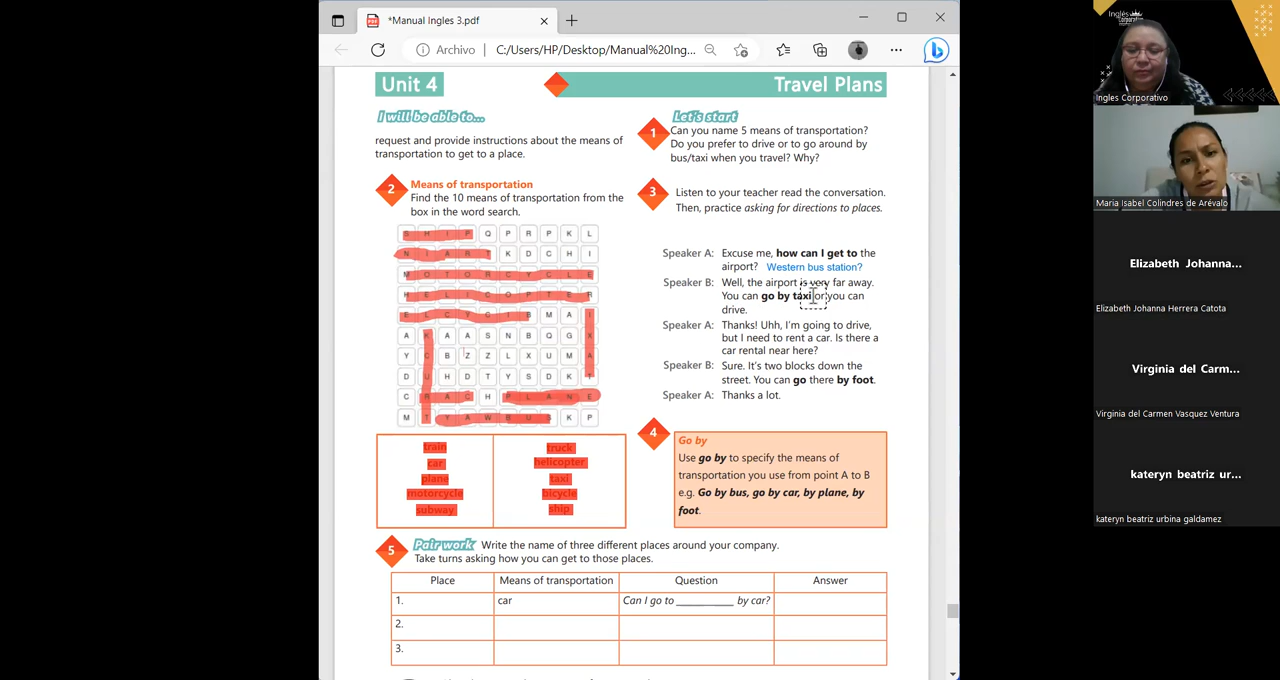 *Manual Ingles 3.pdf
Archivo
C:/Users/HP/Desktop/Manual%20Ing...
Unit 4
Travel Plans
I will be able to...
request and provide instructions about the means of
transportation to get to a place.
Let's start
1
Can you name 5 means of transportation?
Do you prefer to drive or to go around by
bus/taxi when you travel? Why?
2
Means of transportation
Find the 10 means of transportation from the
box in the word search.
3
Listen to your teacher read the conversation.
Then, practice asking for directions to places.
S H I P Q P R P K L
N I A R T K D C H I
M O T O R C Y C L E
H E L I C O P T E R
E L C Y C I B M A I
A K A A S N B Q G X
Y C B Z Z L X U M A
D U H D T Y S D K T
C R A C H P L A N E
M T Y A W B U S K P
train
car
plane
motorcycle
subway
truck
helicopter
taxi
bicycle
ship
Speaker A: Excuse me, how can I get to the
airport? Western bus station?
Speaker B: Well, the airport is very far away.
You can go by taxi or you can
drive.
Speaker A: Thanks! Uhh, I'm going to drive,
but I need to rent a car. Is there a
car rental near here?
Speaker B: Sure. It's two blocks down the
street. You can go there by foot.
Speaker A: Thanks a lot.
4
Go by
Use go by to specify the means of
transportation you use from point A to B
e.g. Go by bus, go by car, by plane, by
foot.
5
Pair work Write the name of three different places around your company.
Take turns asking how you can get to those places.
Place Means of transportation Question Answer
1. car Can I go to ________ by car?
2.
3.
Inglés
Corporativo
Ingles Corporativo
Maria Isabel Colindres de Arévalo
Elizabeth Johanna...
Elizabeth Johanna Herrera Catota
Virginia del Carm...
Virginia del Carmen Vasquez Ventura
kateryn beatriz ur...
kateryn beatriz urbina galdamez